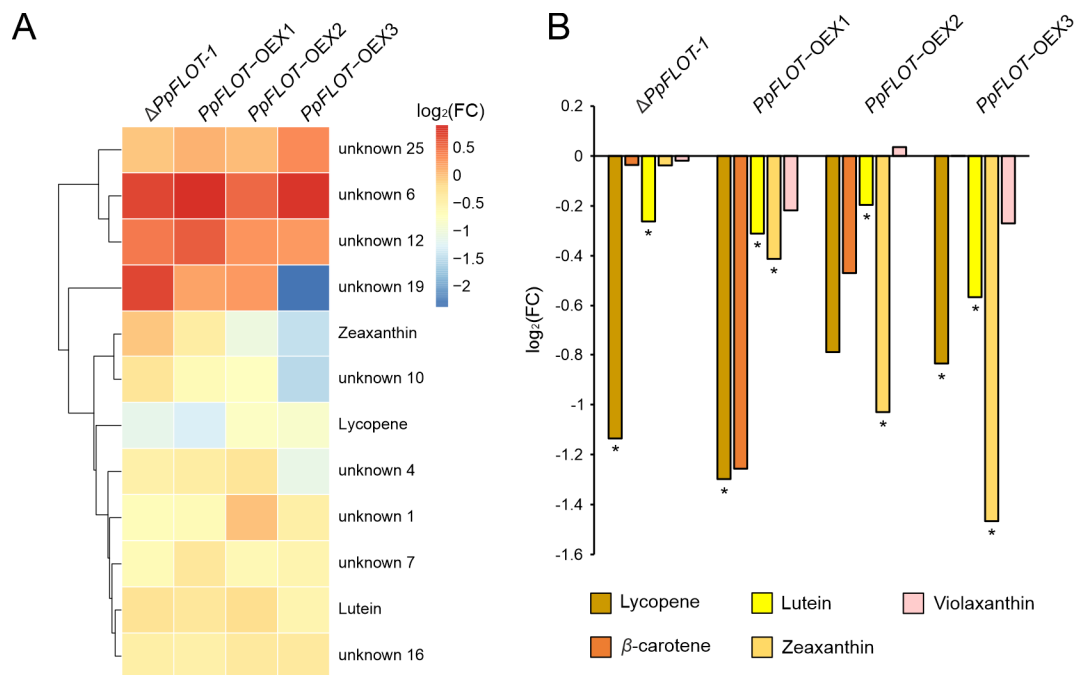 A
ΔPpFLOT-1
PpFLOT-OEX1
PpFLOT-OEX2
PpFLOT-OEX3
log₂(FC)
0.5
0
−0.5
−1
−1.5
−2
unknown 25
unknown 6
unknown 12
unknown 19
Zeaxanthin
unknown 10
Lycopene
unknown 4
unknown 1
unknown 7
Lutein
unknown 16
B
ΔPpFLOT-1
PpFLOT-OEX1
PpFLOT-OEX2
PpFLOT-OEX3
log₂(FC)
0.2
0
-0.2
-0.4
-0.6
-0.8
-1
-1.2
-1.4
-1.6
*
*
*
*
*
*
*
*
*
*
Lycopene
Lutein
Violaxanthin
β-carotene
Zeaxanthin